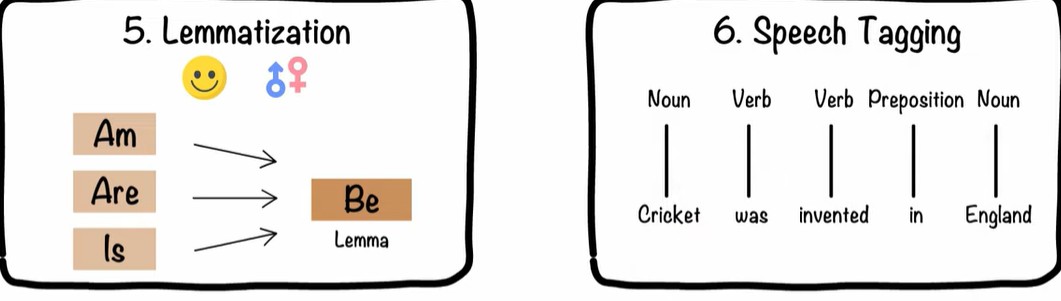 5. Lemmatization
Am
Are
Is
Be
Lemma
6. Speech Tagging
Noun Verb Verb Preposition Noun
Cricket was invented in England